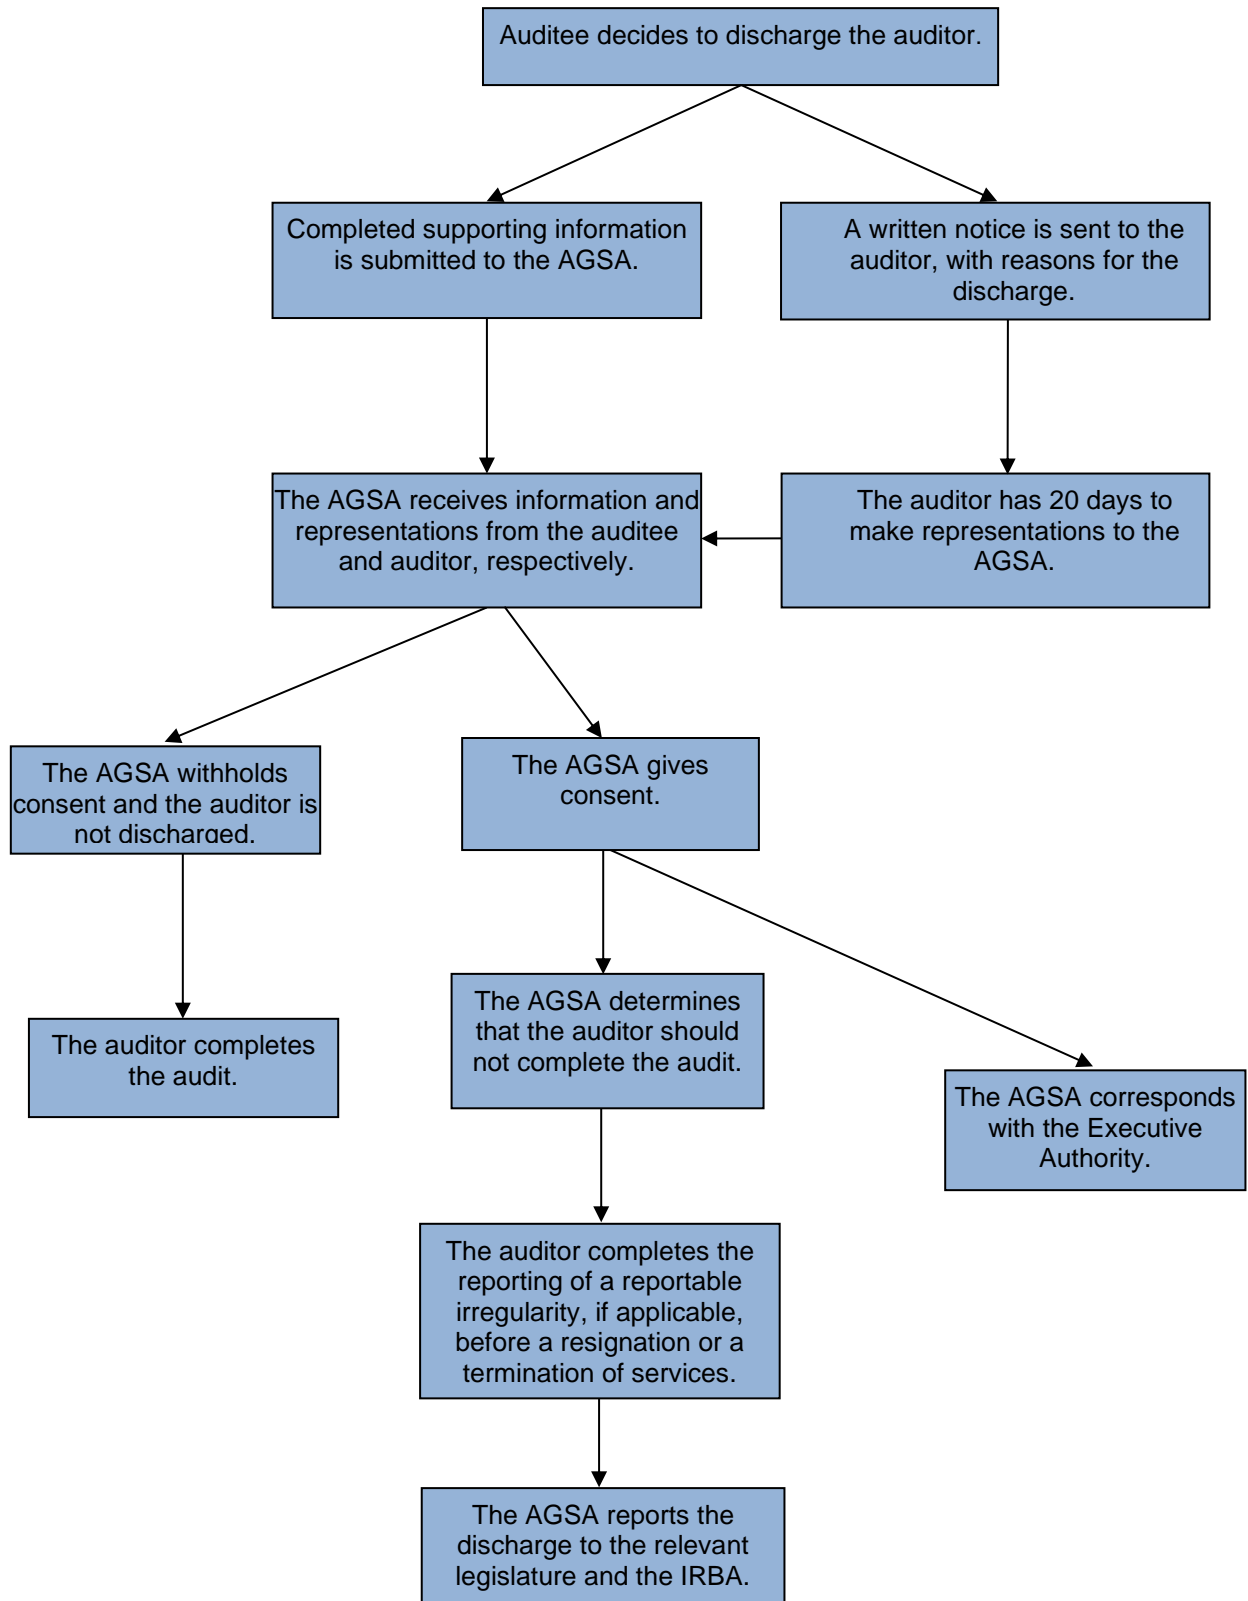 Auditee decides to discharge the auditor.
Completed supporting information
is submitted to the AGSA.
A written notice is sent to the
auditor, with reasons for the
discharge.
The AGSA receives information and
representations from the auditee
and auditor, respectively.
The auditor has 20 days to
make representations to the
AGSA.
The AGSA withholds
consent and the auditor is
not discharged.
The AGSA gives
consent.
The auditor completes
the audit.
The AGSA determines
that the auditor should
not complete the audit.
The AGSA corresponds
with the Executive
Authority.
The auditor completes the
reporting of a reportable
irregularity, if applicable,
before a resignation or a
termination of services.
The AGSA reports the
discharge to the relevant
legislature and the IRBA.